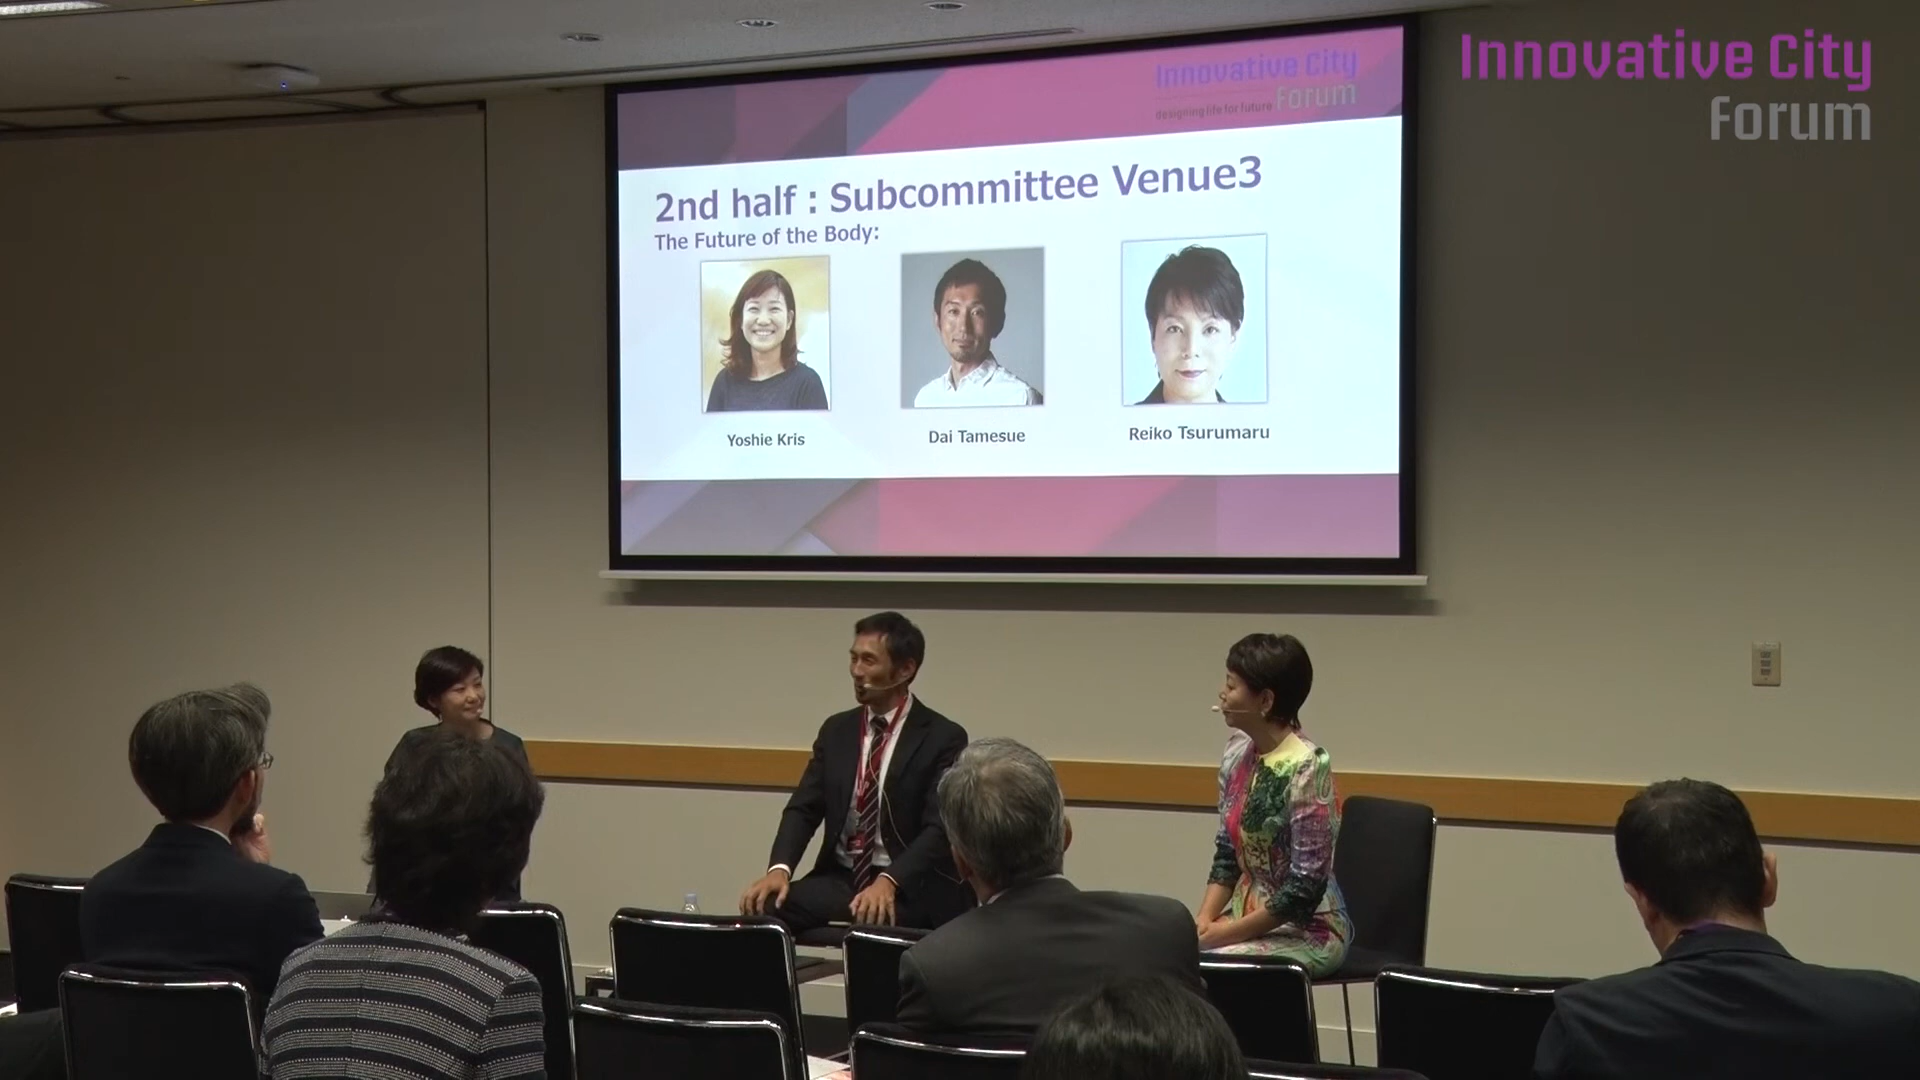 Innovative City
Forum
Innovative City
designing life for future Forum
2nd half : Subcommittee Venue3
The Future of the Body:
Yoshie Kris
Dai Tamesue
Reiko Tsurumaru